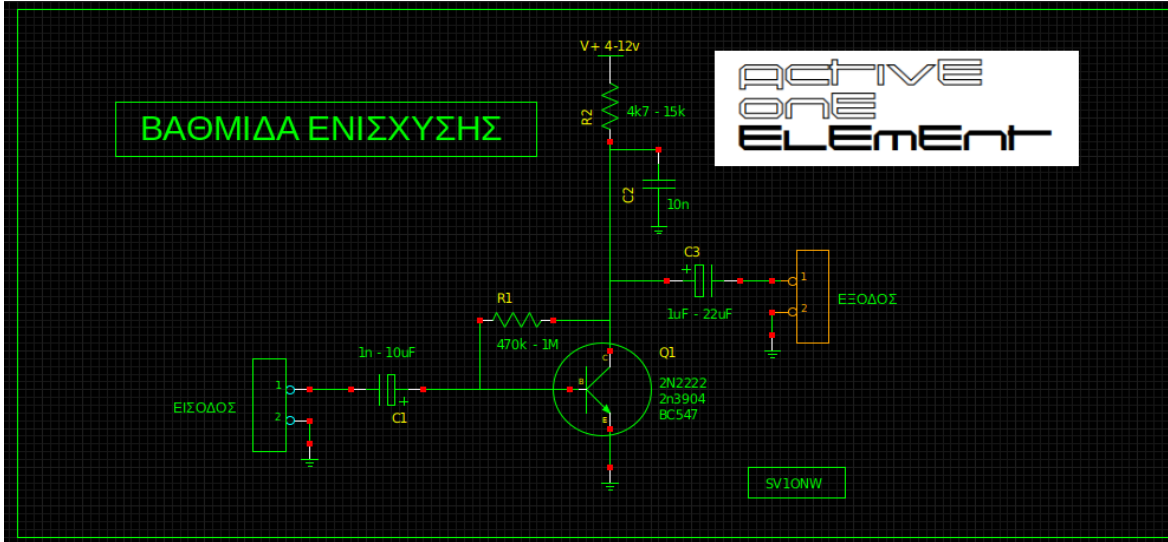 V+ 4-12v
ACTIVE
ONE
ELEMENT
R2
4k7 - 15k
ΒΑΘΜΙΔΑ ΕΝΙΣΧΥΣΗΣ
C2
10n
C3
+
1
ΕΞΟΔΟΣ
1uF - 22uF
2
R1
470k - 1M
1n - 10uF
C
Q1
B
2N2222
2n3904
BC547
E
1
ΕΙΣΟΔΟΣ
+
C1
2
SV1ONW